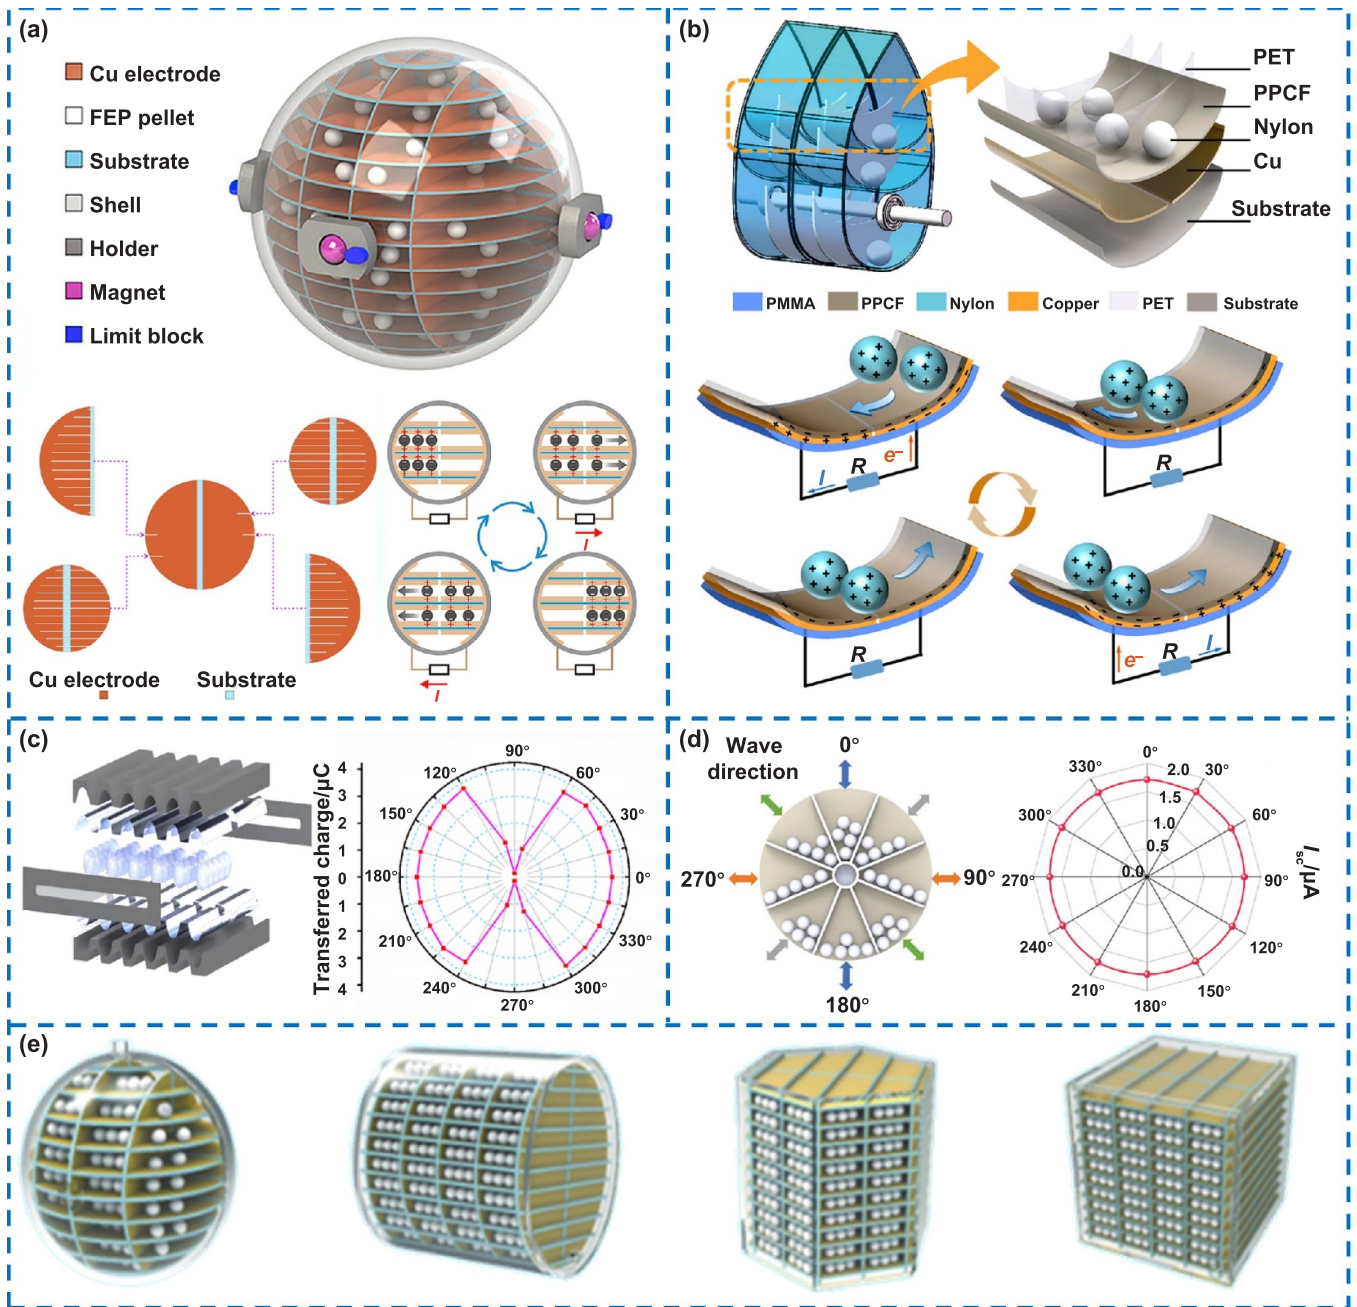 (a)
Cu electrode
FEP pellet
Substrate
Shell
Holder
Magnet
Limit block
I
I
Cu electrode
Substrate
(b)
PET
PPCF
Nylon
Cu
Substrate
PMMA
PPCF
Nylon
Copper
PET
Substrate
I
R
e−
R
R
e−
R
I
(c)
Transferred charge/μC
4
3
2
1
0
1
2
3
4
90°
120°
60°
150°
30°
180°
0°
210°
330°
240°
300°
270°
(d)
Wave
direction
0°
270°
90°
180°
0°
330°
2.0
30°
1.5
300°
1.0
60°
0.5
270°
0.0
90°
240°
120°
210°
150°
180°
Isc/μA
(e)